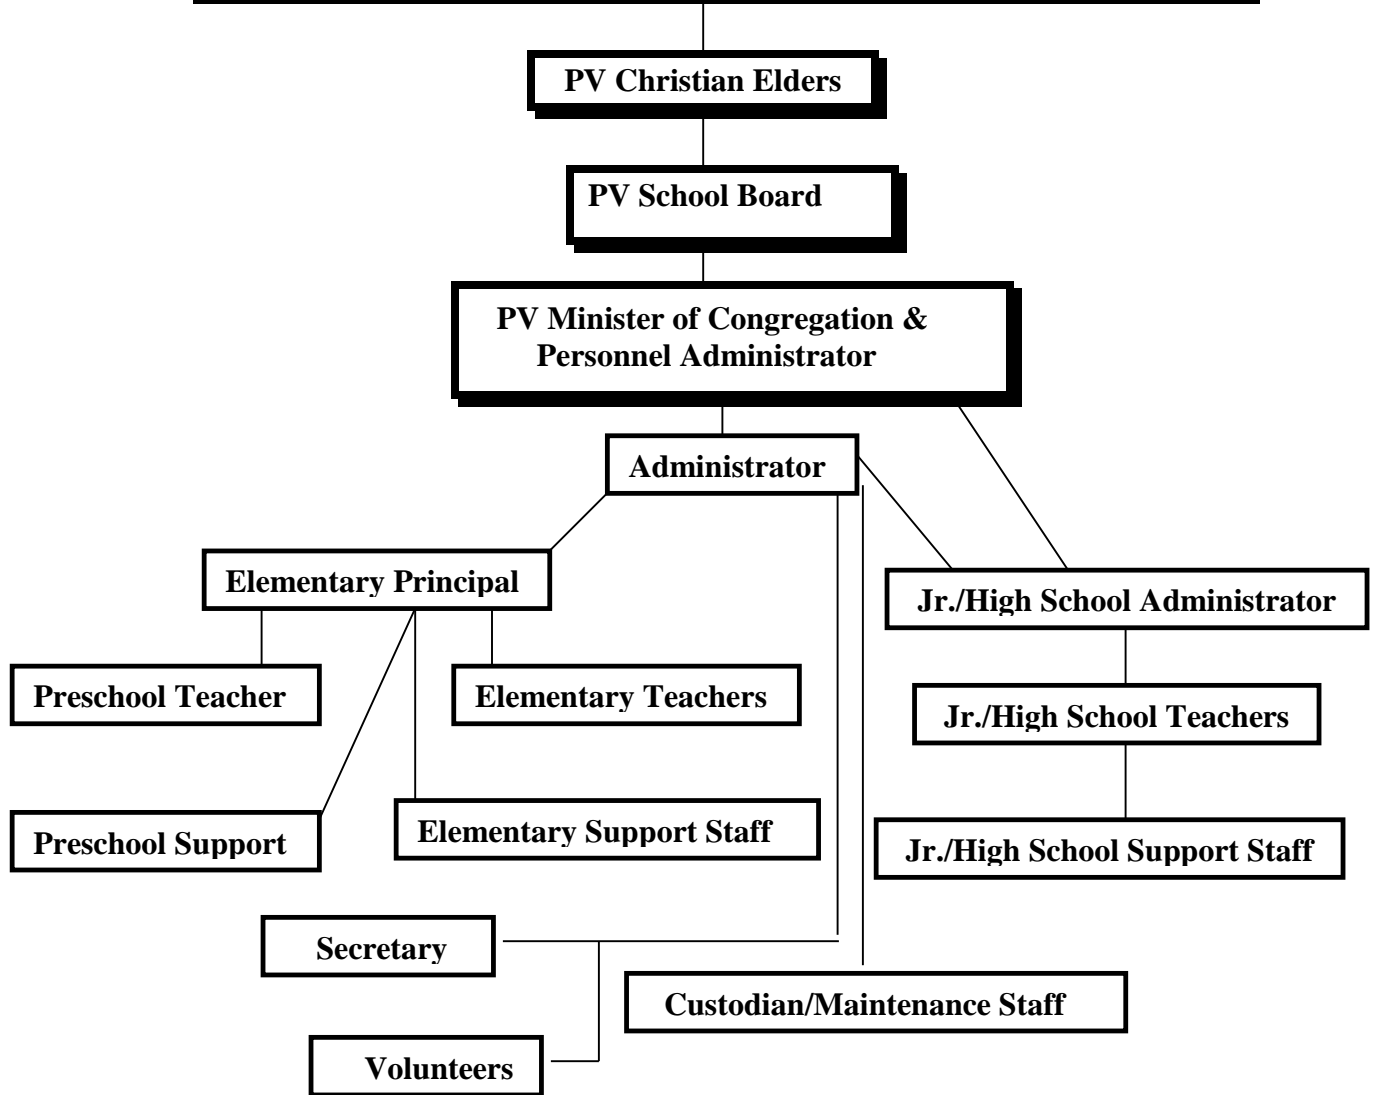 PV Christian Elders
PV School Board
PV Minister of Congregation &
Personnel Administrator
Administrator
Elementary Principal
Jr./High School Administrator
Preschool Teacher
Elementary Teachers
Jr./High School Teachers
Preschool Support
Elementary Support Staff
Jr./High School Support Staff
Secretary
Custodian/Maintenance Staff
Volunteers